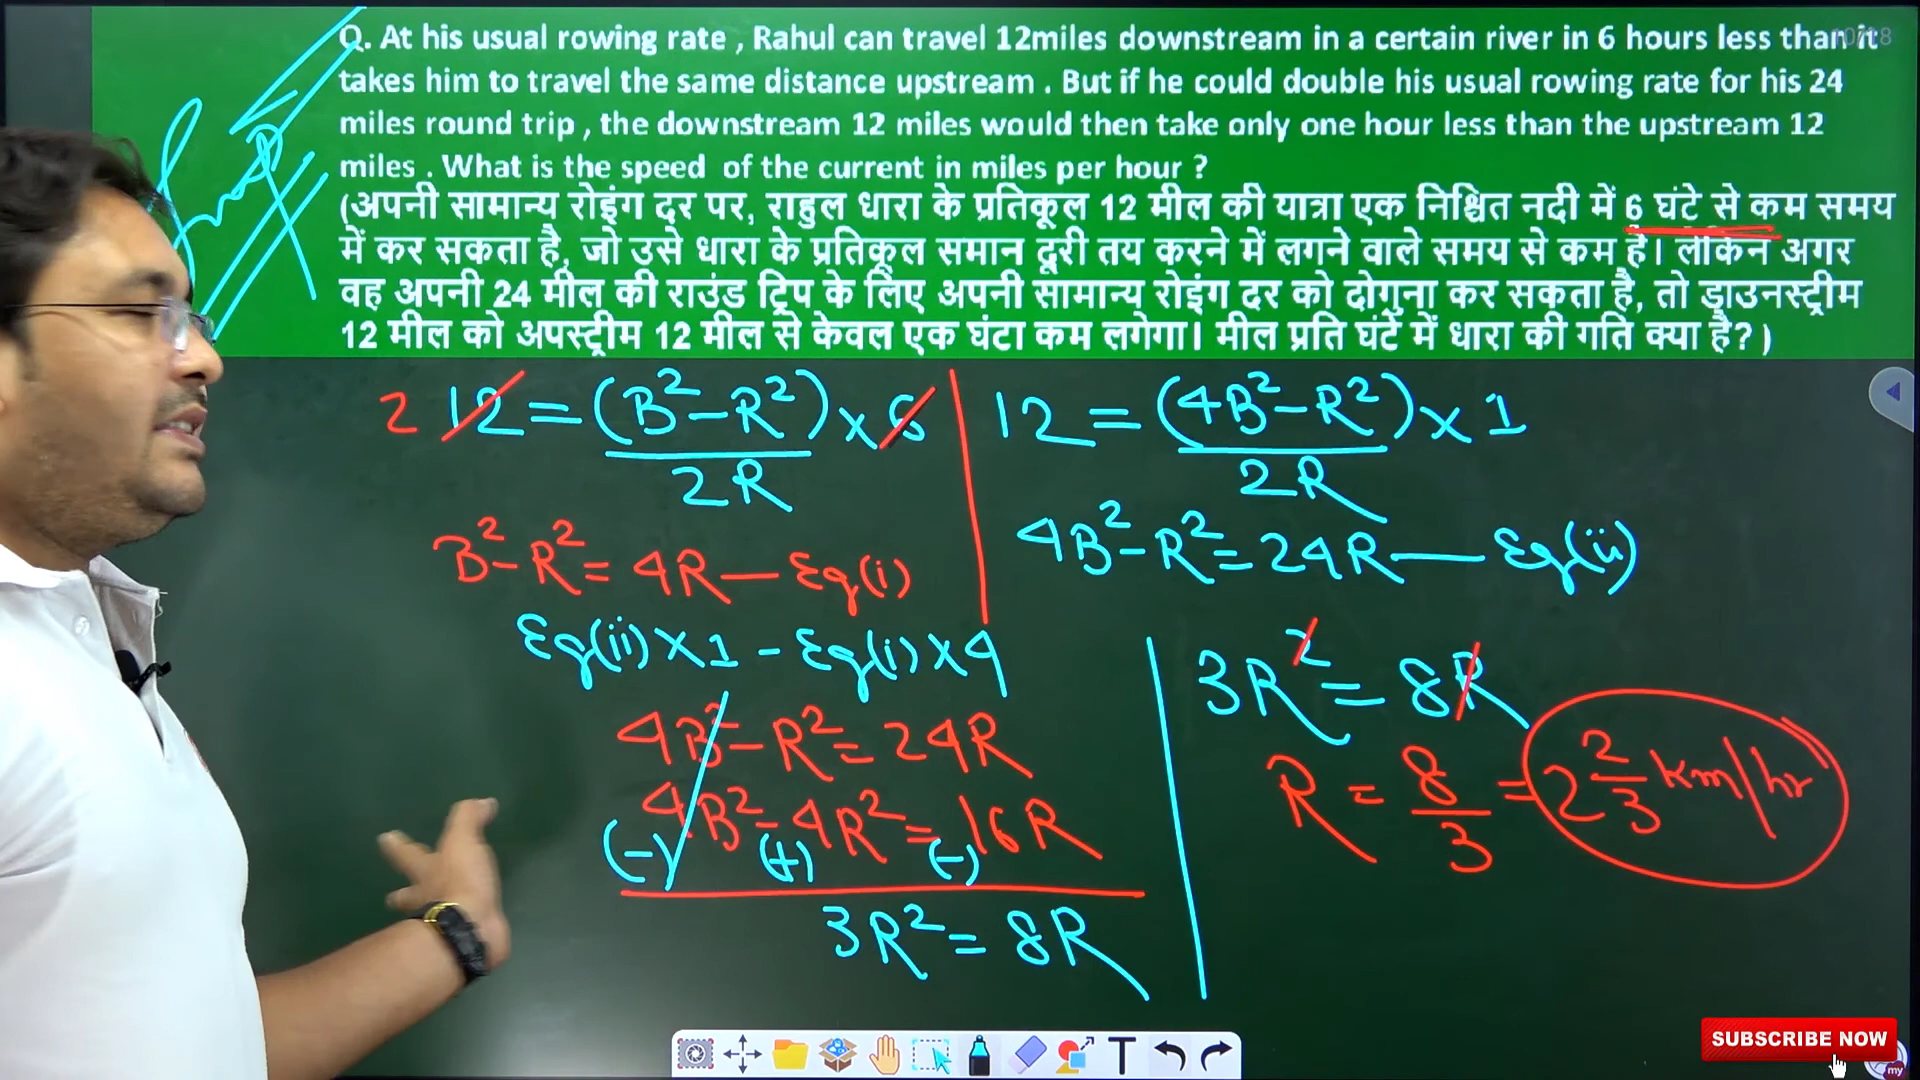 Q. At his usual rowing rate , Rahul can travel 12miles downstream in a certain river in 6 hours less than it
takes him to travel the same distance upstream . But if he could double his usual rowing rate for his 24
miles round trip , the downstream 12 miles would then take only one hour less than the upstream 12
miles . What is the speed of the current in miles per hour ?
(अपनी सामान्य रोइंग दर पर, राहुल धारा के प्रतिकूल 12 मील की यात्रा एक निश्चित नदी में 6 घंटे से कम समय
में कर सकता है, जो उसे धारा के प्रतिकूल समान दूरी तय करने में लगने वाले समय से कम है। लेकिन अगर
वह अपनी 24 मील की राउंड ट्रिप के लिए अपनी सामान्य रोइंग दर को दोगुना कर सकता है, तो डाउनस्ट्रीम
12 मील को अपस्ट्रीम 12 मील से केवल एक घंटा कम लगेगा। मील प्रति घंटे में धारा की गति क्या है? )
2 12 = (B²-R²) × 6
2R
B²-R² = 4R — Eq(i)
12 = (4B²-R²) × 1
2R
4B²-R² = 24R — Eq(ii)
Eq(ii) × 1 - Eq(i) × 4
4B²-R² = 24R
4B²-4R² = 16R
(-) (+) (-)
3R² = 8R
3R² = 8R
R = 8/3 = 2 2/3 km/hr
T
SUBSCRIBE NOW
my